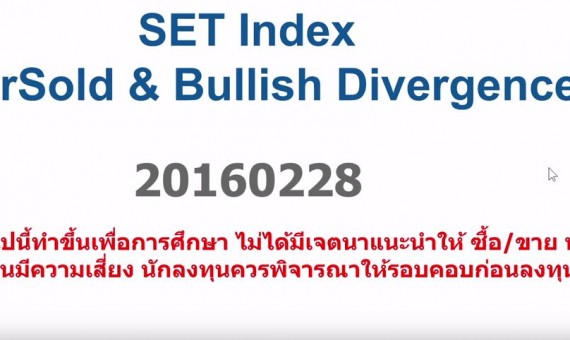 SET Index
rSold & Bullish Divergence
20160228
ปนี้ทำขึ้นเพื่อการศึกษา ไม่ได้มีเจตนาแนะนำให้ ซื้อ/ขาย
นมีความเสี่ยง นักลงทุนควรพิจารณาให้รอบคอบก่อนลงทุน